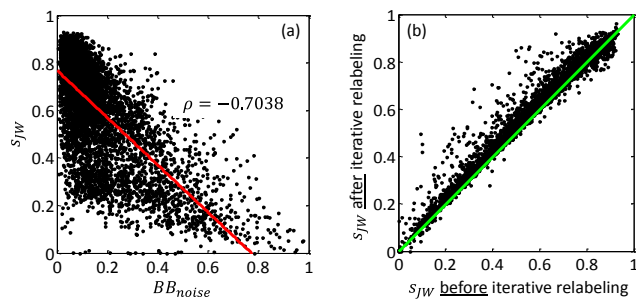 (a)
ρ = −0.7038
s_JW
1
0.8
0.6
0.4
0.2
0
0 0.2 0.4 0.6 0.8 1
BB_noise
(b)
s_JW after iterative relabeling
1
0.8
0.6
0.4
0.2
0
0 0.2 0.4 0.6 0.8 1
s_JW before iterative relabeling